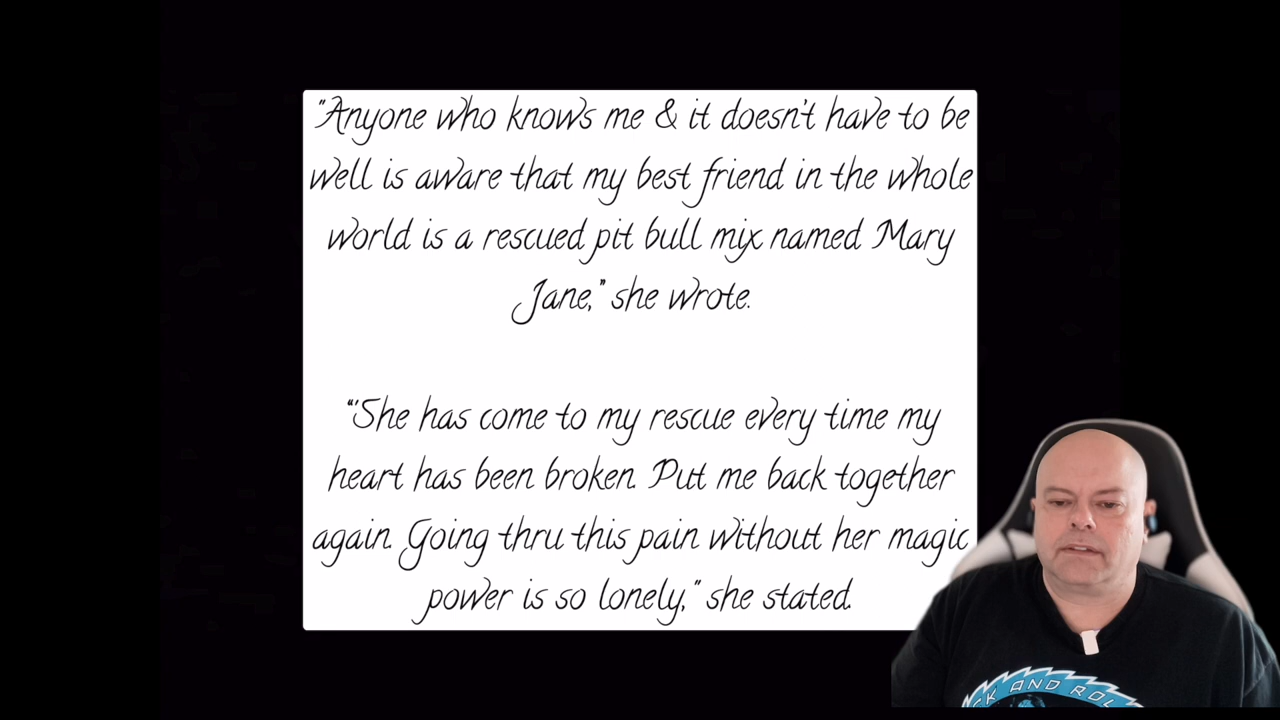 "Anyone who knows me & it doesn't have to be
well is aware that my best friend in the whole
world is a rescued pit bull mix named Mary
Jane," she wrote.
"'She has come to my rescue every time my
heart has been broken. Put me back together
again. Going thru this pain without her magic
power is so lonely," she stated.
AND ROL